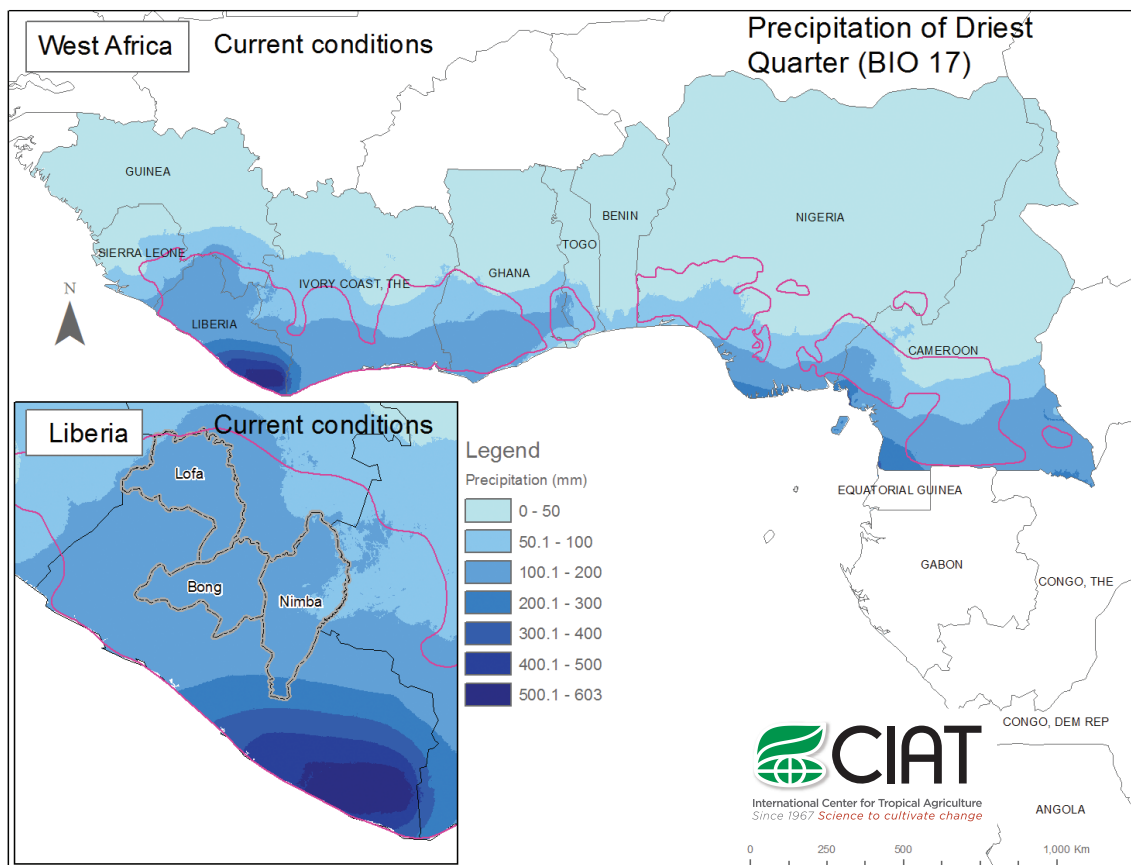 West Africa
Current conditions
Precipitation of Driest
Quarter (BIO 17)
GUINEA
SIERRA LEONE
LIBERIA
IVORY COAST, THE
GHANA
TOGO
BENIN
NIGERIA
CAMEROON
EQUATORIAL GUINEA
GABON
CONGO, THE
CONGO, DEM REP
ANGOLA
N
Liberia
Current conditions
Lofa
Bong
Nimba
Legend
Precipitation (mm)
0 - 50
50.1 - 100
100.1 - 200
200.1 - 300
300.1 - 400
400.1 - 500
500.1 - 603
CIAT
International Center for Tropical Agriculture
Since 1967 Science to cultivate change
0 250 500 1,000 Km